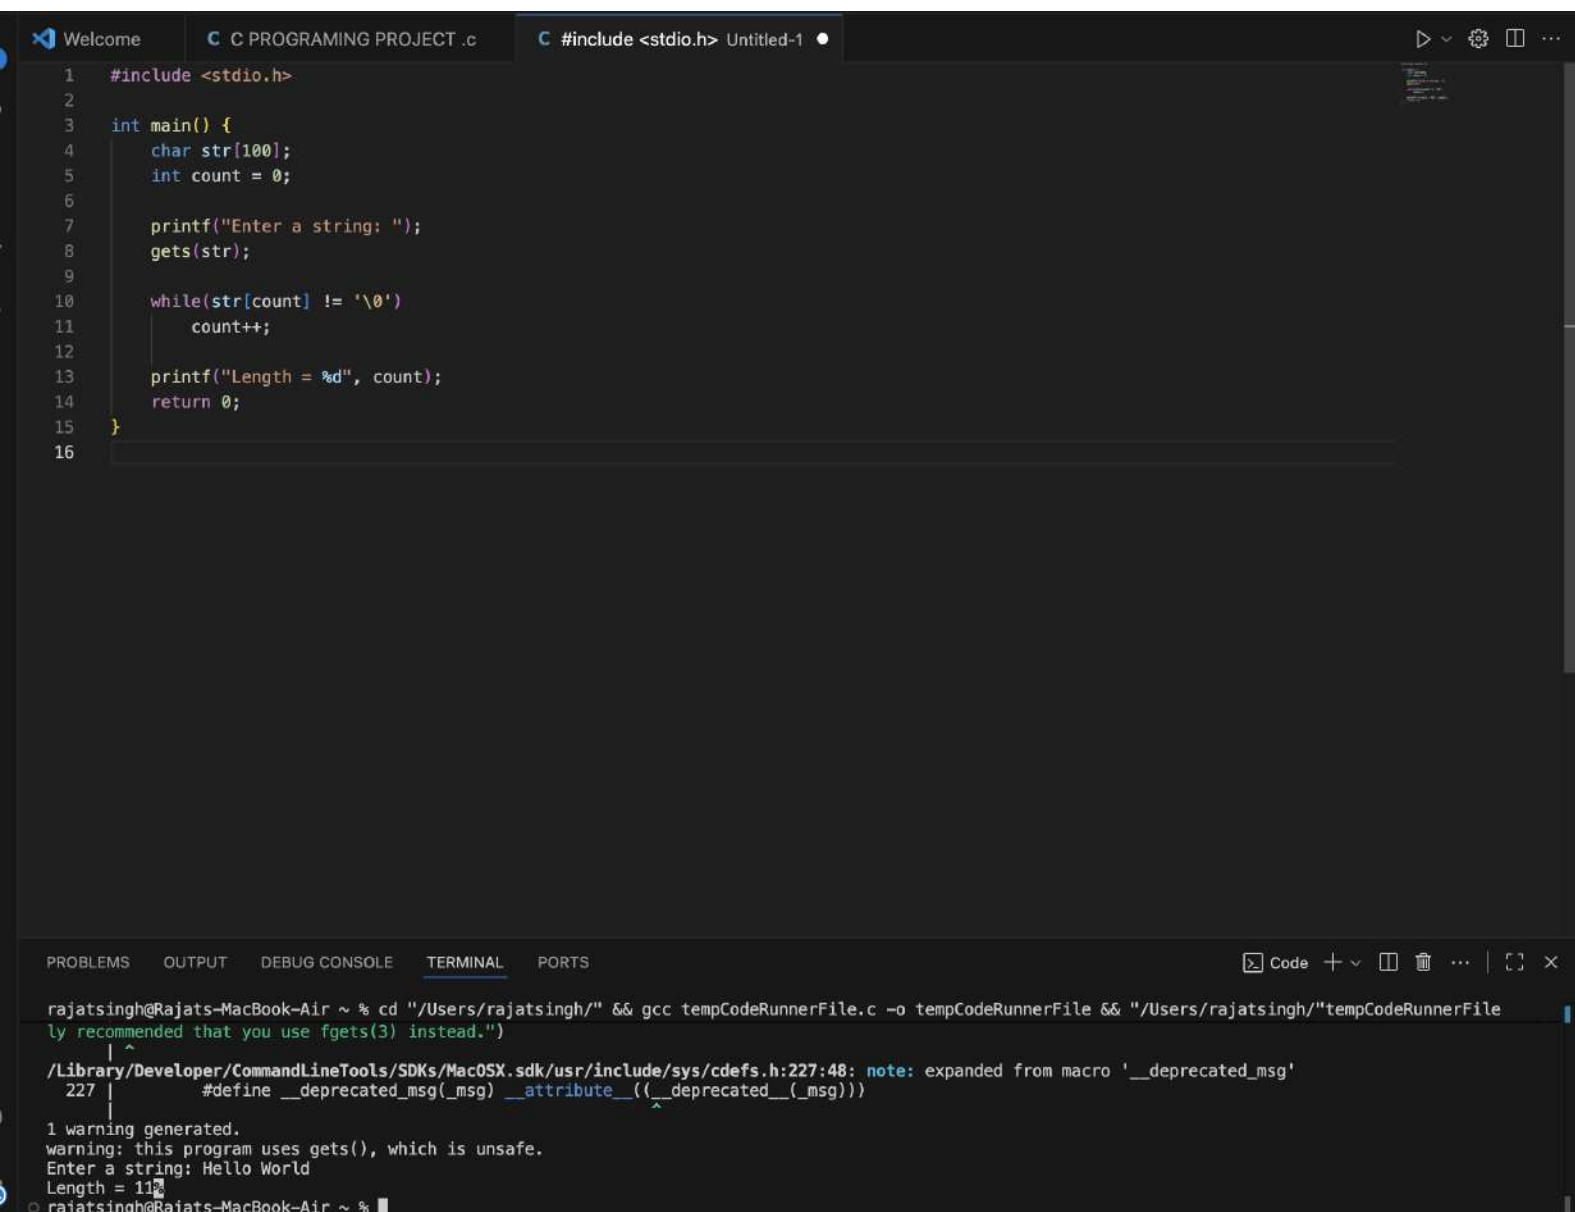 Welcome
C C PROGRAMING PROJECT .c
C #include <stdio.h> Untitled-1
1 #include <stdio.h>
2
3 int main() {
4 char str[100];
5 int count = 0;
6
7 printf("Enter a string: ");
8 gets(str);
9
10 while(str[count] != '\0')
11 count++;
12
13 printf("Length = %d", count);
14 return 0;
15 }
16
PROBLEMS OUTPUT DEBUG CONSOLE TERMINAL PORTS
Code
rajatsingh@Rajats-MacBook-Air ~ % cd "/Users/rajatsingh/" && gcc tempCodeRunnerFile.c -o tempCodeRunnerFile && "/Users/rajatsingh/"tempCodeRunnerFile
ly recommended that you use fgets(3) instead.")
| ^
/Library/Developer/CommandLineTools/SDKs/MacOSX.sdk/usr/include/sys/cdefs.h:227:48: note: expanded from macro '__deprecated_msg'
227 | #define __deprecated_msg(_msg) __attribute__((__deprecated__(_msg)))
| ^
1 warning generated.
warning: this program uses gets(), which is unsafe.
Enter a string: Hello World
Length = 11%
rajatsingh@Rajats-MacBook-Air ~ %